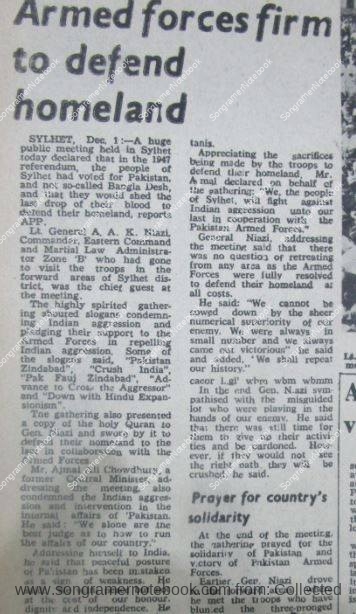 Armed forces firm
to defend
homeland
SYLHET, Dec. 1:—A huge
public meeting held in Sylhet
today declared that in the 1947
referendum, the people of
Sylhet had voted for Pakistan,
and not so-called Bangla Desh,
and that they would shed the
last drop of their blood to
defend their homeland, reports
APP.
Lt. General A. A. K. Niazi,
Commander, Eastern Command
and Martial Law Administra-
tor Zone 'B' who had gone
to visit the troops in the
forward areas of Sylhet dis-
trict, was the chief guest at
the meeting.
The highly spirited gather-
ing shouted slogans condemn-
ing Indian aggression and
pledging their support to the
Armed Forces in repelling
Indian aggression. Some of
the slogans said, "Pakistan
Zindabad", "Crush India",
"Pak Fauj Zindabad", "Ad-
vance to Cross the Aggressor"
and "Down with Hindu Expan-
sionism".
The gathering also presented
a copy of the holy Quran to
Gen. Niazi and swore by it to
defend their homeland to the
last in collaboration with the
Armed Forces.
Mr. Ajmal Ali Chowdhury, a
former Central Minister, ad-
dressing the meeting, also
condemned the Indian aggres-
sion and intervention in the
internal affairs of Pakistan.
He said: "We alone are the
best judge as to how to run
the affairs of our country."
Addressing himself to India,
he said that peaceful posture
of Pakistan has been
as a sign of weakness. He
at the cost of our honour,
dignity and independence. He
tanis.
Appreciating the sacrifices
being made by the troops to
defend their homeland, Mr.
Ajmal declared on behalf of
the gathering: "We, the people
of Sylhet, will fight against
Indian aggression unto our
last in cooperation with the
Pakistan Armed Forces."
General Niazi, addressing
the meeting said that there
was no question of retreating
from any area as the Armed
Forces were fully resolved
to defend their homeland at
all costs.
He said: "We cannot be
cowed down by the sheer
numerical superiority of our
enemy. We were always in
small number and we always
came out victorious" he said
and added, "We shall repeat
our history."
In the end Gen. Niazi sym-
pathised with the misguided
lot who were playing in the
hands of our enemy. He said
that there was still time for
them to give up their activi-
ties and be pardoned. How-
ever, if they would not see
the right path they will be
crushed, he said.
Prayer for country's
solidarity
At the end of the meeting,
the gathering prayed for the
solidarity of Pakistan and
victory of Pakistan Armed
Forces.
Earlier Gen. Niazi drove
he met the troops who have
blunted the three-pronged
www.songramernotebook.com